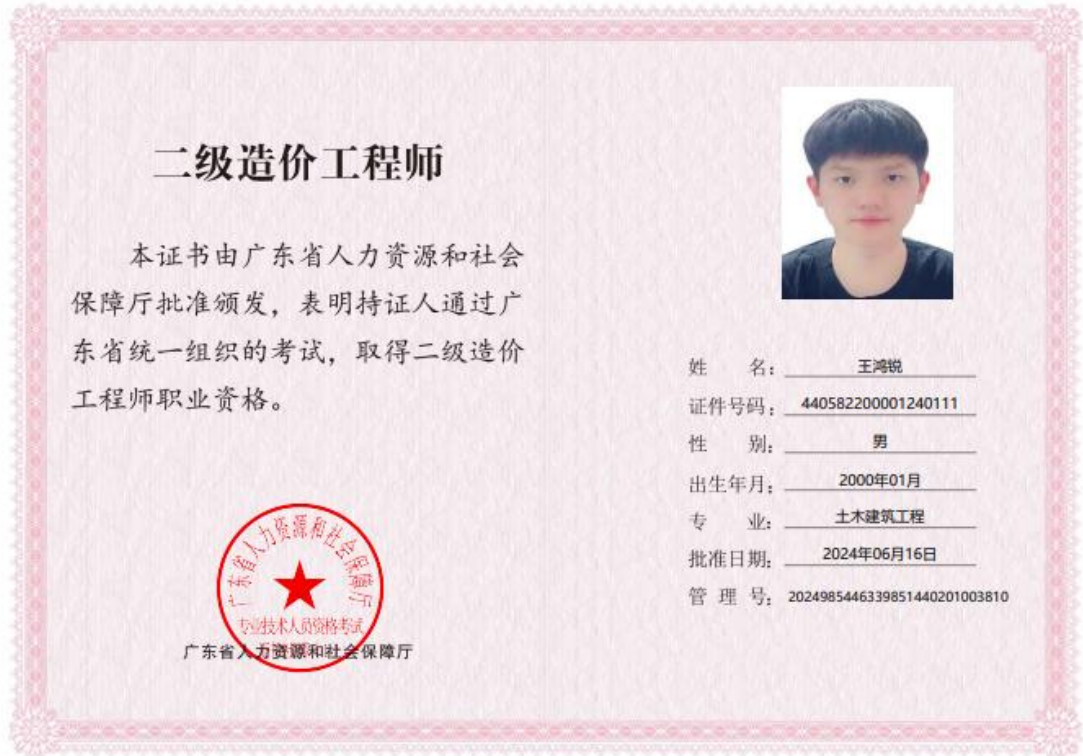 二级造价工程师
本证书由广东省人力资源和社会
保障厅批准颁发，表明持证人通过广
东省统一组织的考试，取得二级造价
工程师职业资格。
广东省人力资源和社会保障厅
专业技术人员资格考试
广东省人力资源和社会保障厅
姓 名：王鸿锐
证件号码：440582200001240111
性 别：男
出生年月：2000年01月
专 业：土木建筑工程
批准日期：2024年06月16日
管 理 号：2024985446339851440201003810